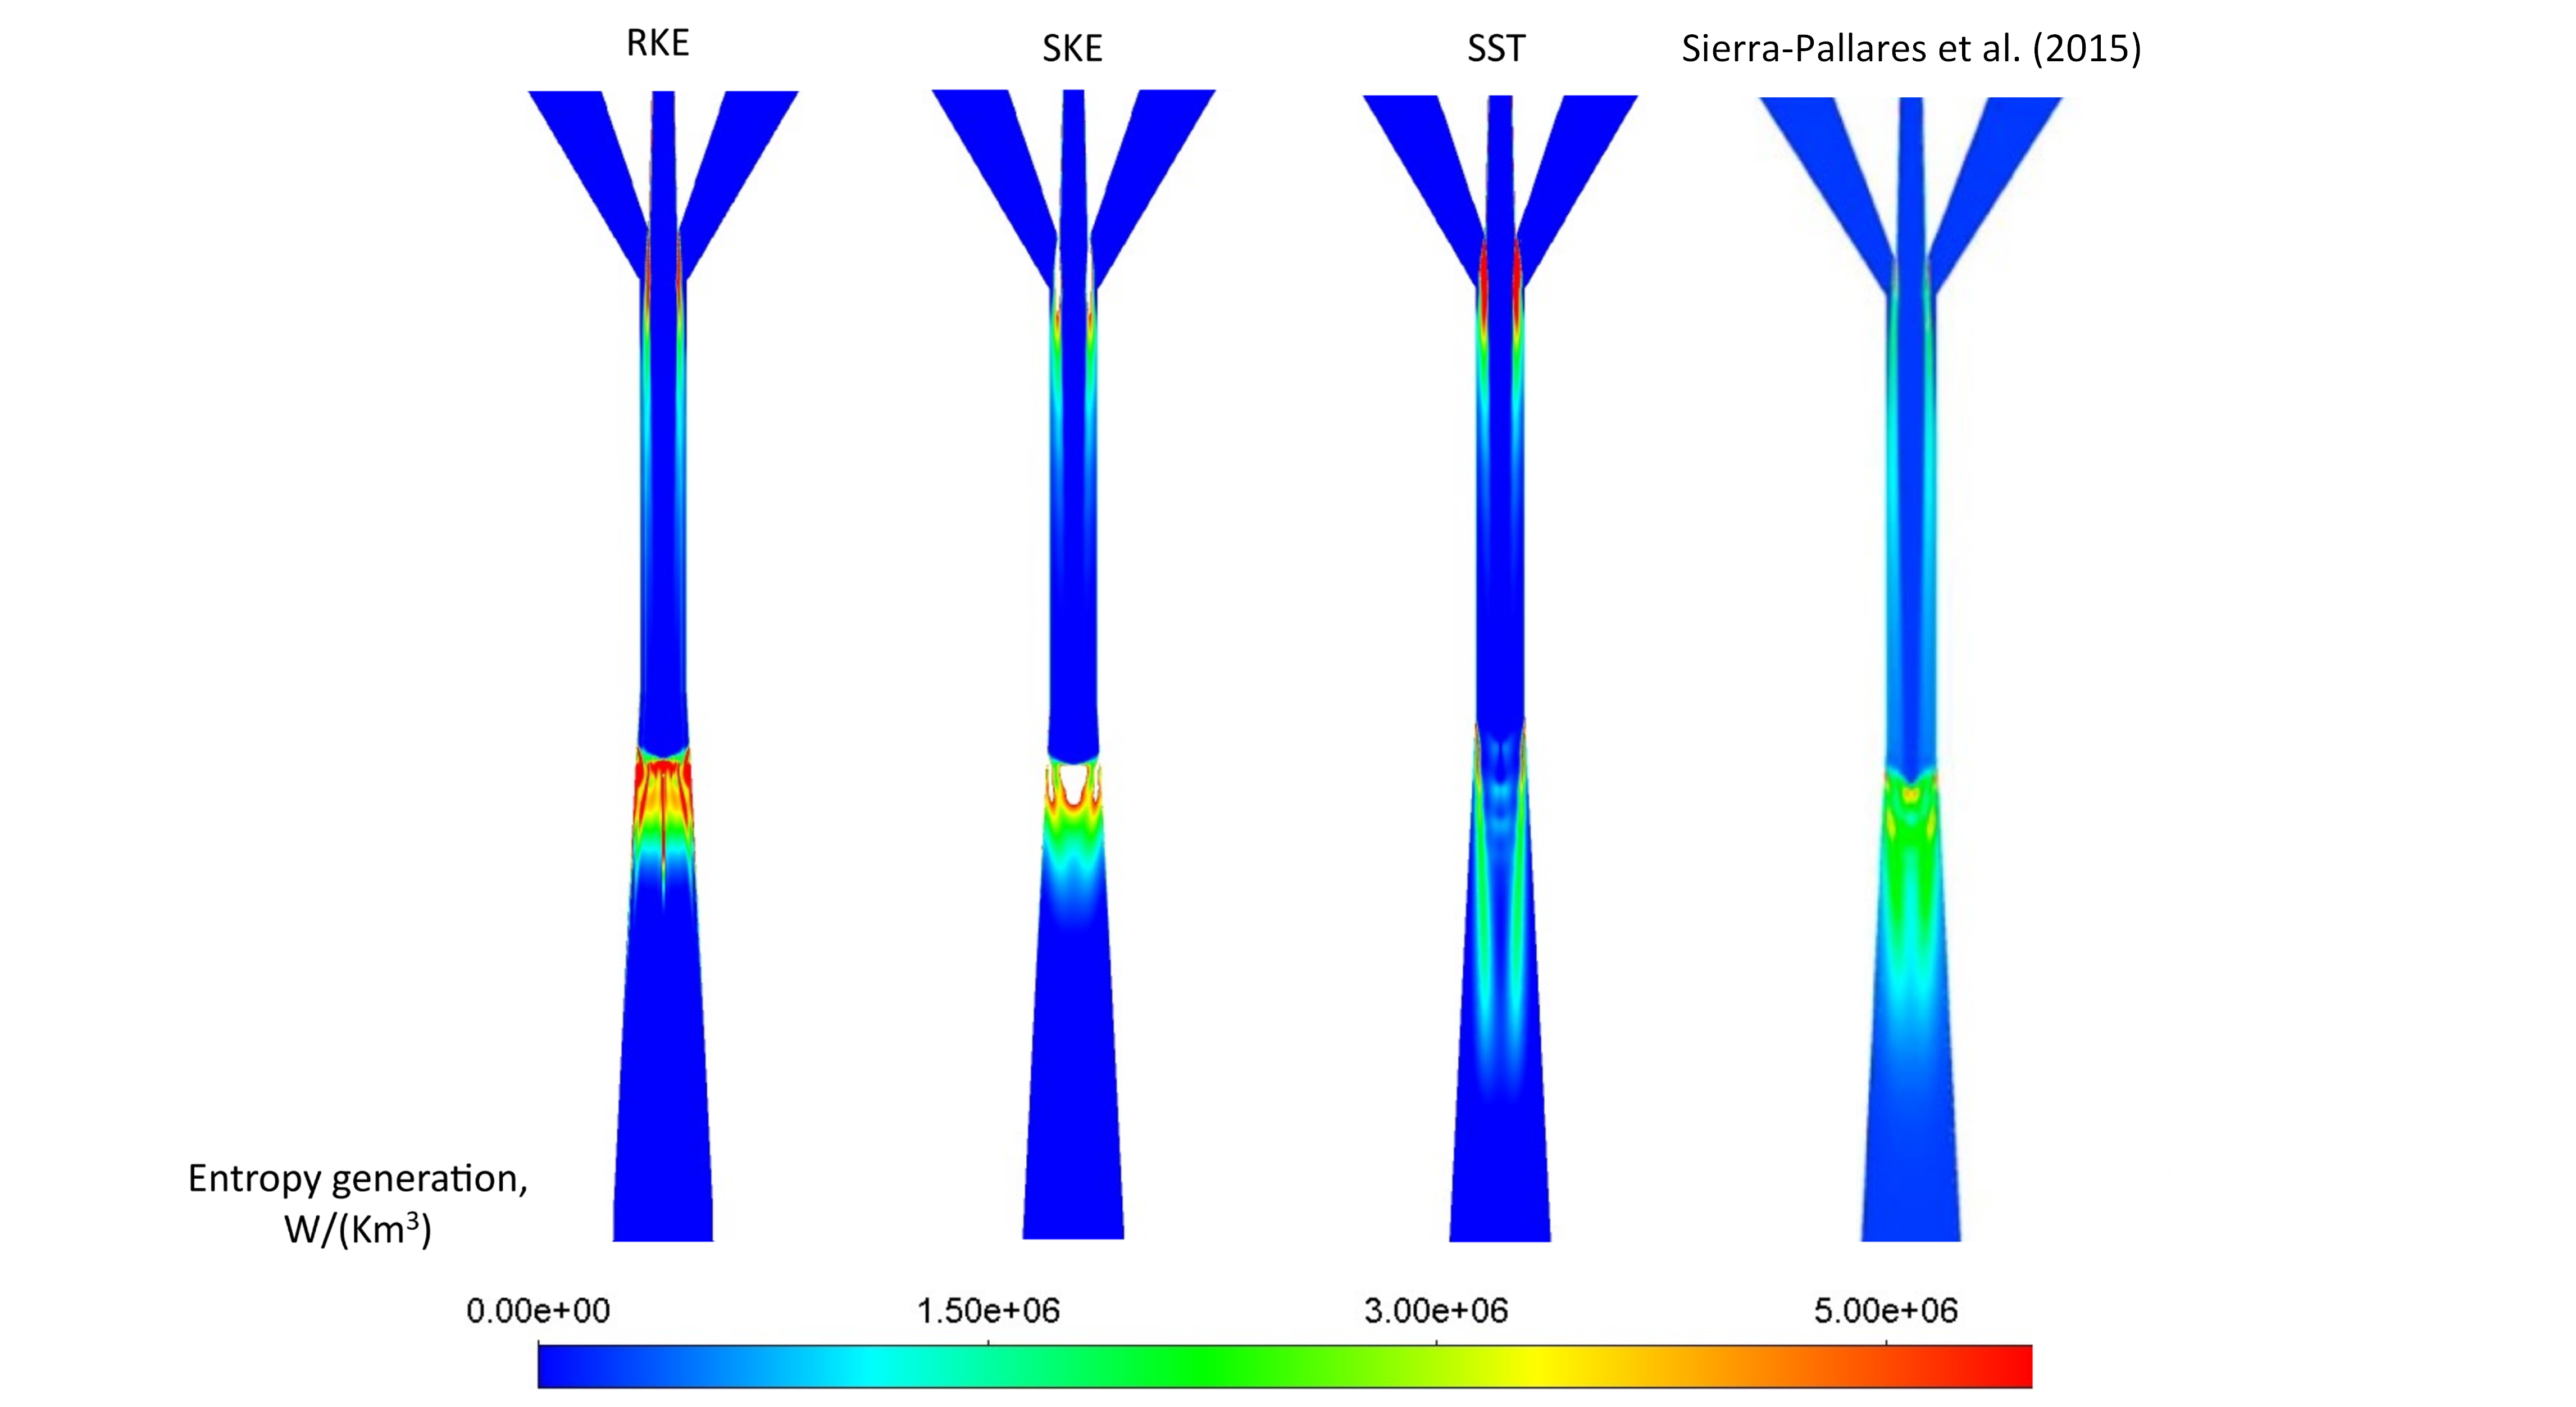 RKE
SKE
SST
Sierra-Pallares et al. (2015)
Entropy generation,
W/(Km³)
0.00e+00
1.50e+06
3.00e+06
5.00e+06